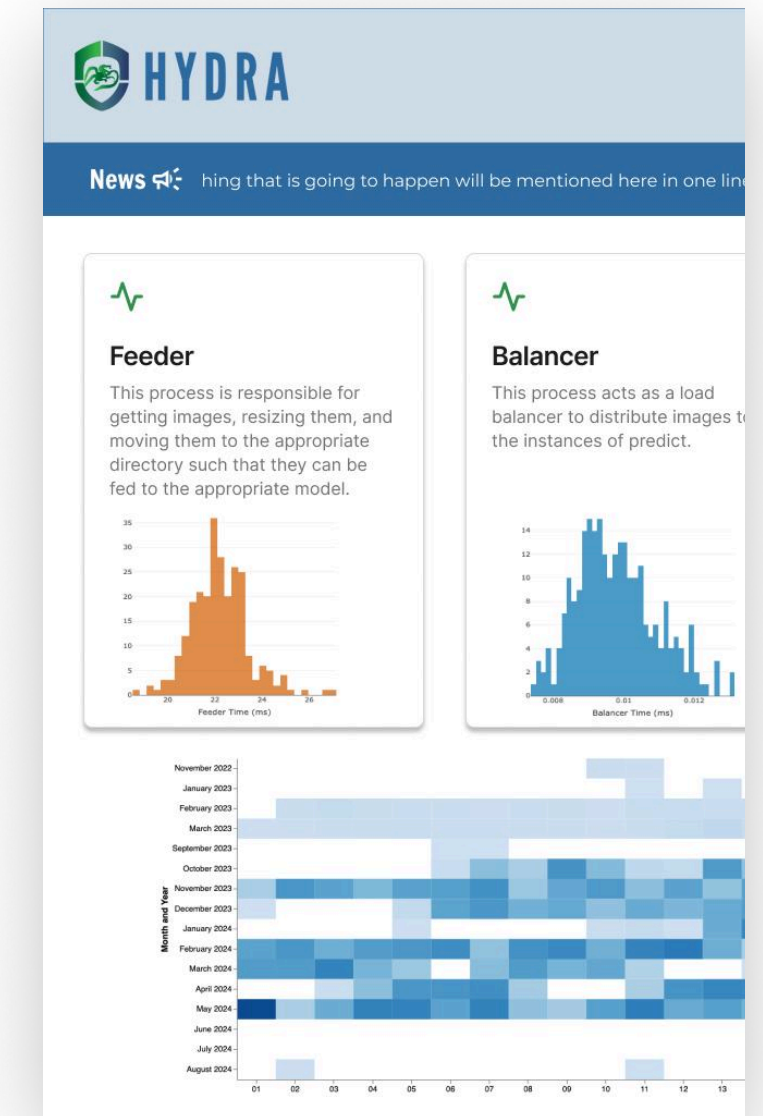 HYDRA
News hing that is going to happen will be mentioned here in one line
Feeder
This process is responsible for
getting images, resizing them, and
moving them to the appropriate
directory such that they can be
fed to the appropriate model.
35
30
25
20
15
10
5
0
20 22 24 26
Feeder Time (ms)
Balancer
This process acts as a load
balancer to distribute images to
the instances of predict.
14
12
10
8
6
4
2
0
0.008 0.01 0.012
Balancer Time (ms)
Month and Year
November 2022
January 2023
February 2023
March 2023
September 2023
October 2023
November 2023
December 2023
January 2024
February 2024
March 2024
April 2024
May 2024
June 2024
July 2024
August 2024
01 02 03 04 05 06 07 08 09 10 11 12 13